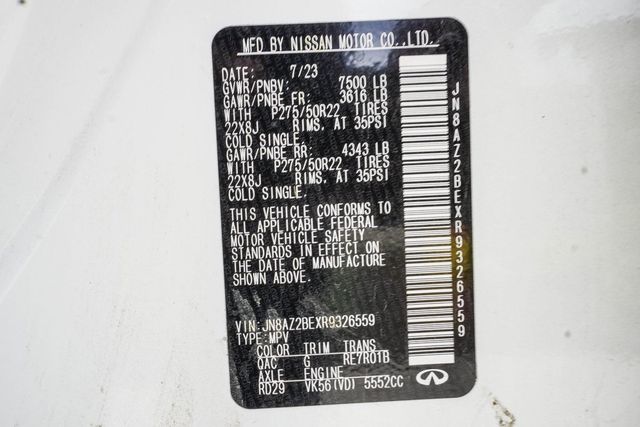 MFD BY NISSAN MOTOR CO.,LTD.
DATE: 7/23
GVWR/PNBV: 7500 LB
GAWR/PNBE FR: 3616 LB
WITH P275/50R22 TIRES
22X8J RIMS, AT 35PSI
COLD SINGLE.
GAWR/PNBE RR: 4343 LB
WITH P275/50R22 TIRES
22X8J RIMS, AT 35PSI
COLD SINGLE.
THIS VEHICLE CONFORMS TO
ALL APPLICABLE FEDERAL
MOTOR VEHICLE SAFETY
STANDARDS IN EFFECT ON
THE DATE OF MANUFACTURE
SHOWN ABOVE.
VIN:JN8AZ2BEXR9326559
TYPE:MPV
COLOR TRIM TRANS
QAC G RE7R01B
AXLE ENGINE
RD29 VK56(VD) 5552CC
JN8AZ2BEXR9326559